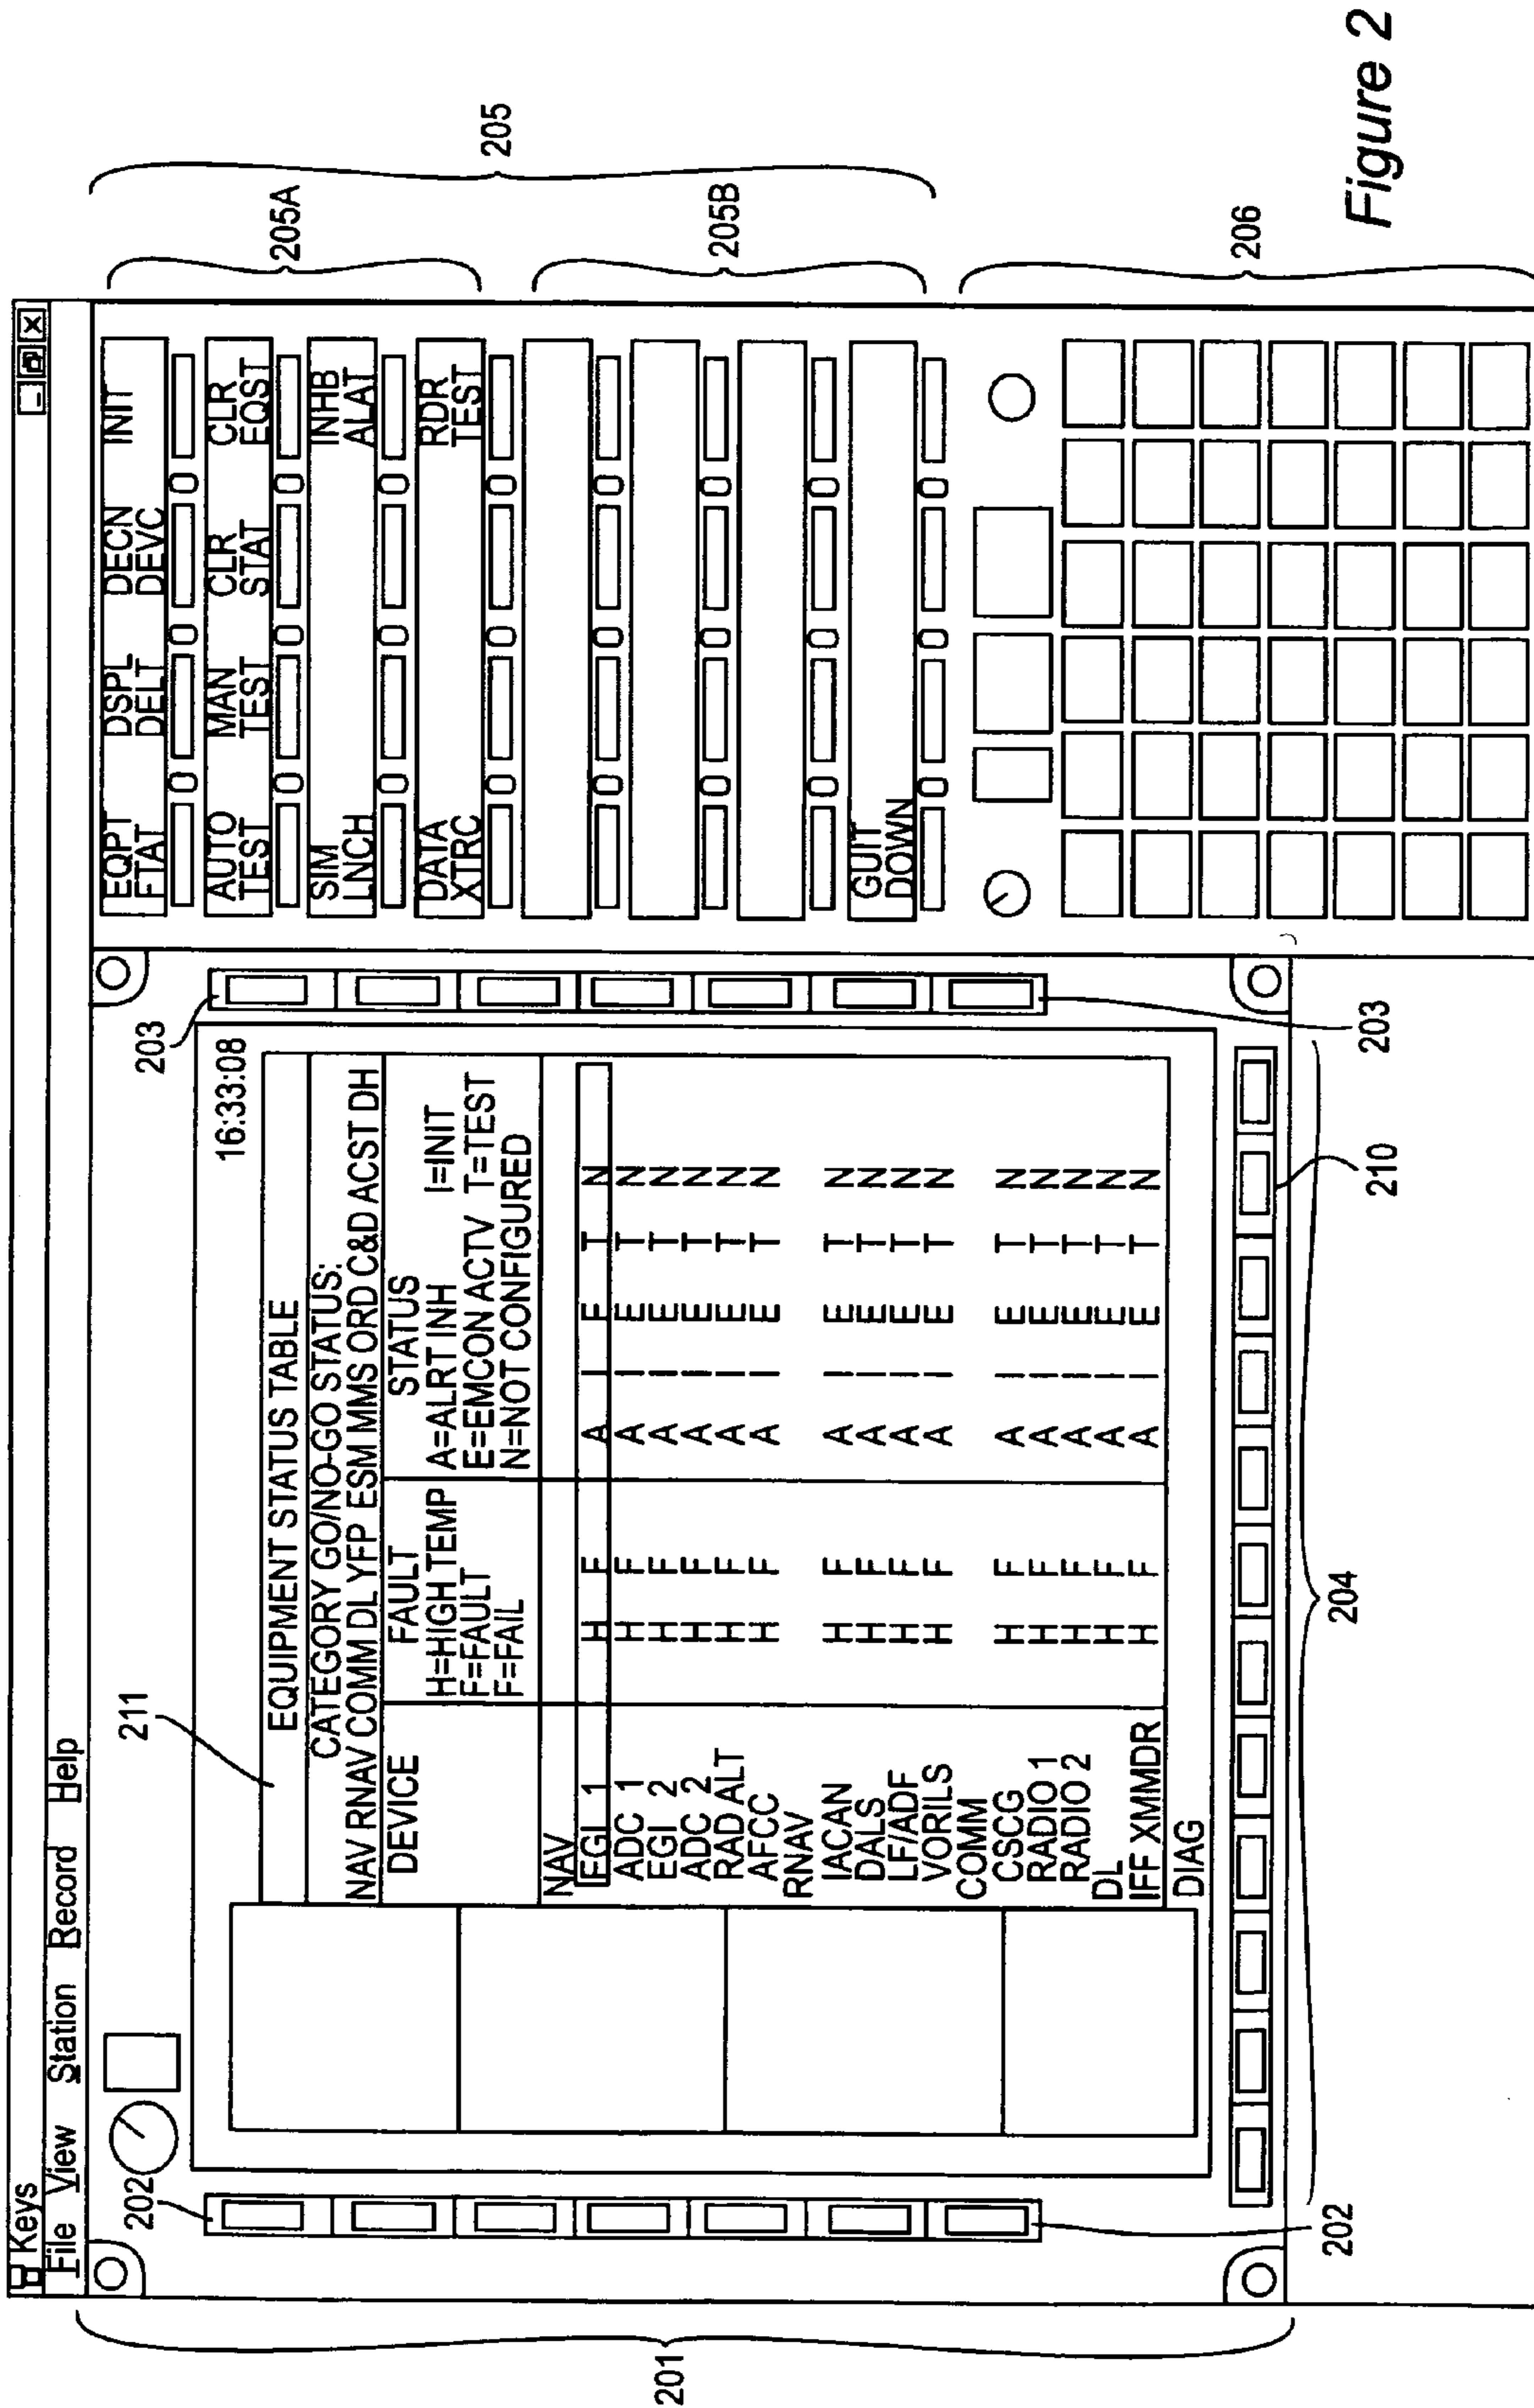 Keys
File View Station Record Help
201
202
202
203
203
204
210
211
16:33:08
EQUIPMENT STATUS TABLE
CATEGORY GO/NO-GO STATUS:
NAV RNAV COMM DL YFP ESM MMS ORD C&D ACST DH
DEVICE FAULT STATUS
H=HIGH TEMP A=ALRT INH I=INIT
F=FAULT E=EMCON ACTV T=TEST
F=FAIL N=NOT CONFIGURED
NAV
EGI 1 H F A I E T N
ADC 1 H F A I E T N
EGI 2 H F A I E T N
ADC 2 H F A I E T N
RAD ALT H F A I E T N
AFCC H F A I E T N
RNAV
IACAN H F A I E T N
DALS H F A I E T N
LF/ADF H F A I E T N
VORILS H F A I E T N
COMM
CSCG H F A I E T N
RADIO 1 H F A I E T N
RADIO 2 H F A I E T N
DL H F A I E T N
IFF XMMDR H F A I E T N
DIAG
EQPT DSPL DECN INIT
FTAT DELT DEVC
AUTO MAN CLR CLR
TEST TEST STAT EQST
SIM INHB
LNCH ALAT
DATA RDR
XTRC TEST
GUIT
DOWN
205A
205
205B
206
Figure 2